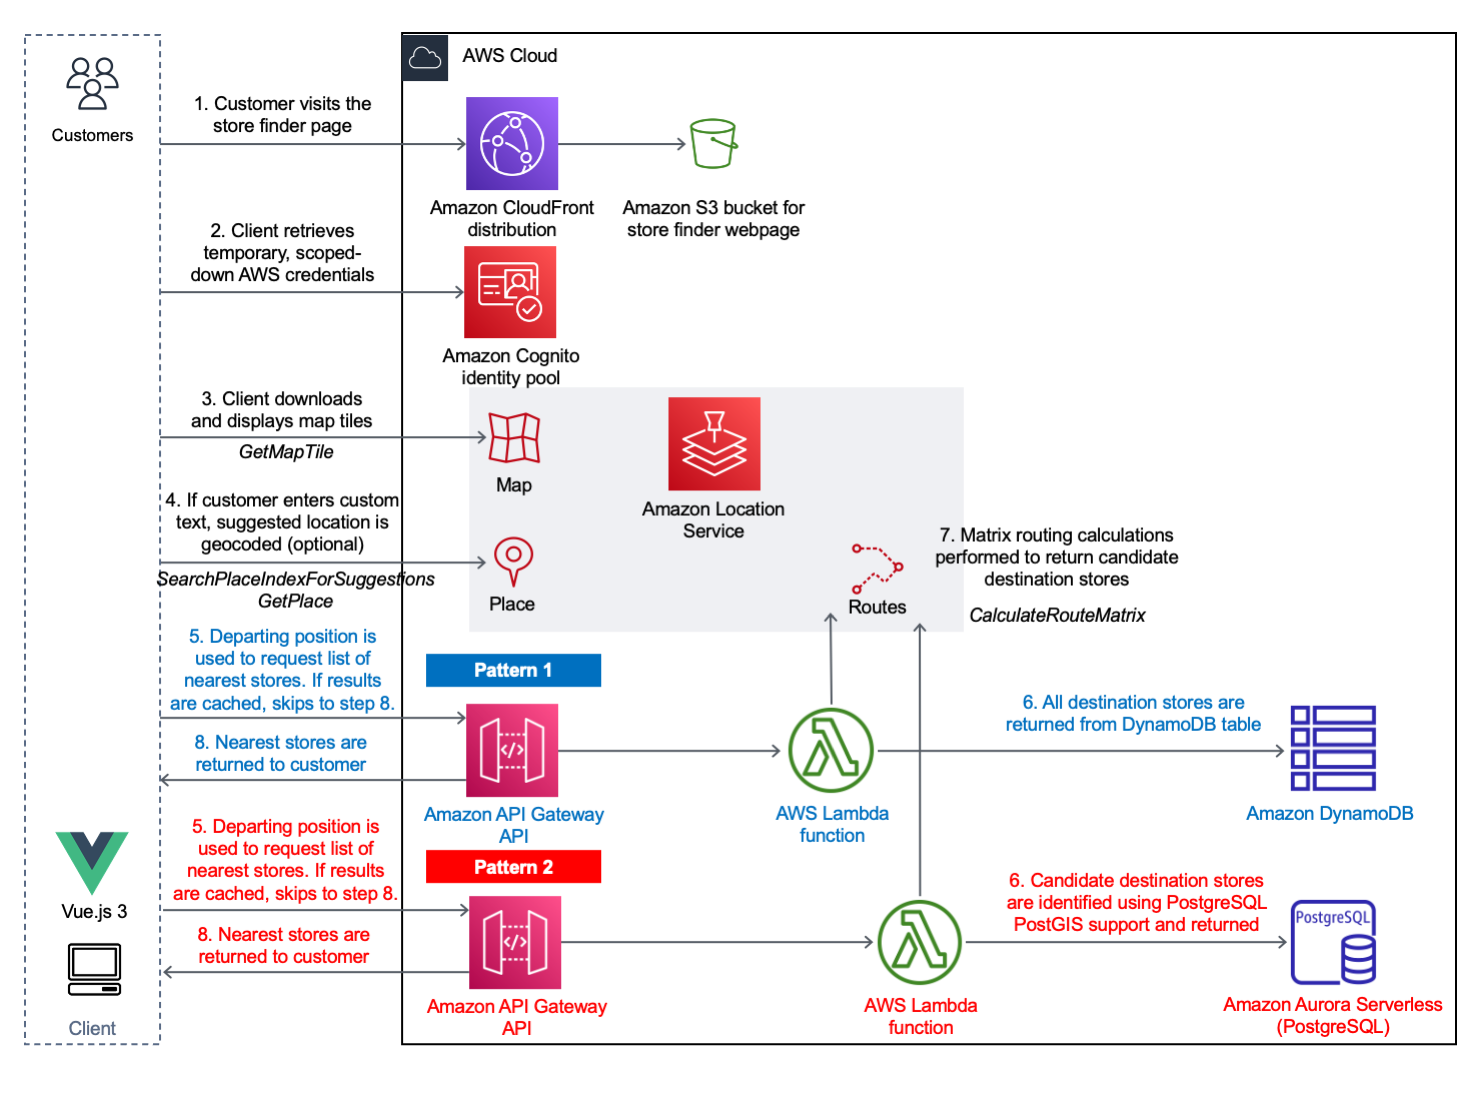 AWS Cloud
Customers
1. Customer visits the
store finder page
Amazon CloudFront
distribution
Amazon S3 bucket for
store finder webpage
2. Client retrieves
temporary, scoped-
down AWS credentials
Amazon Cognito
identity pool
3. Client downloads
and displays map tiles
GetMapTile
Map
Amazon Location
Service
4. If customer enters custom
text, suggested location is
geocoded (optional)
SearchPlaceIndexForSuggestions
GetPlace
Place
Routes
7. Matrix routing calculations
performed to return candidate
destination stores
CalculateRouteMatrix
5. Departing position is
used to request list of
nearest stores. If results
are cached, skips to step 8.
Pattern 1
8. Nearest stores are
returned to customer
Amazon API Gateway
API
AWS Lambda
function
6. All destination stores are
returned from DynamoDB table
Amazon DynamoDB
5. Departing position is
used to request list of
nearest stores. If results
are cached, skips to step 8.
Pattern 2
8. Nearest stores are
returned to customer
Amazon API Gateway
API
AWS Lambda
function
6. Candidate destination stores
are identified using PostgreSQL
PostGIS support and returned
PostgreSQL
Amazon Aurora Serverless
(PostgreSQL)
Vue.js 3
Client